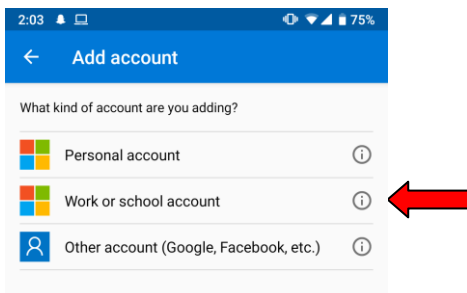 2:03 75%
Add account
What kind of account are you adding?
Personal account
Work or school account
Other account (Google, Facebook, etc.)